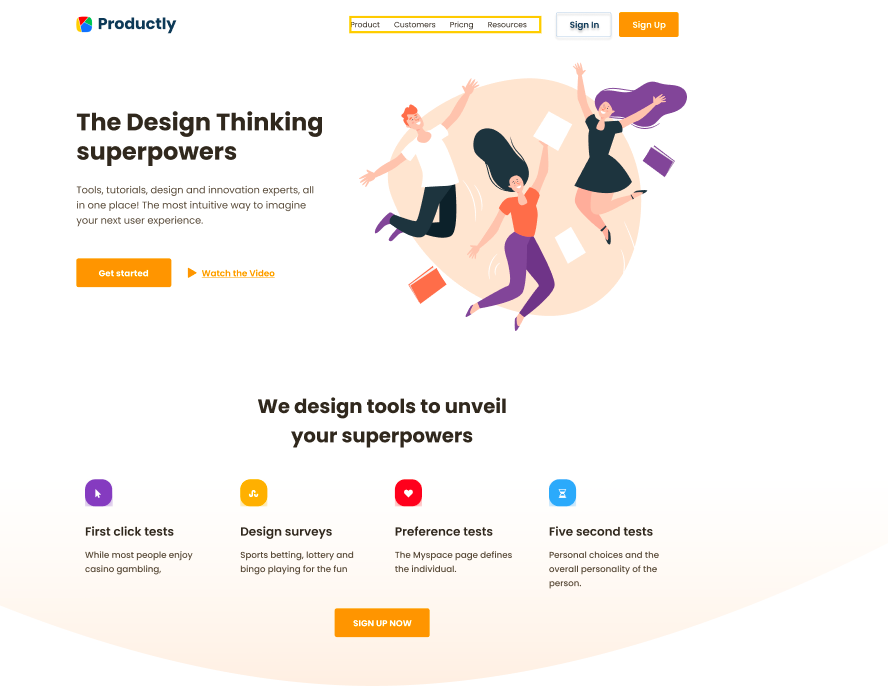 Productly
Product Customers Pricng Resources
Sign In
Sign Up
The Design Thinking
superpowers
Tools, tutorials, design and innovation experts, all
in one place! The most intuitive way to imagine
your next user experience.
Get started
Watch the Video
We design tools to unveil
your superpowers
First click tests
While most people enjoy
casino gambling,
Design surveys
Sports betting, lottery and
bingo playing for the fun
Preference tests
The Myspace page defines
the individual.
Five second tests
Personal choices and the
overall personality of the
person.
SIGN UP NOW